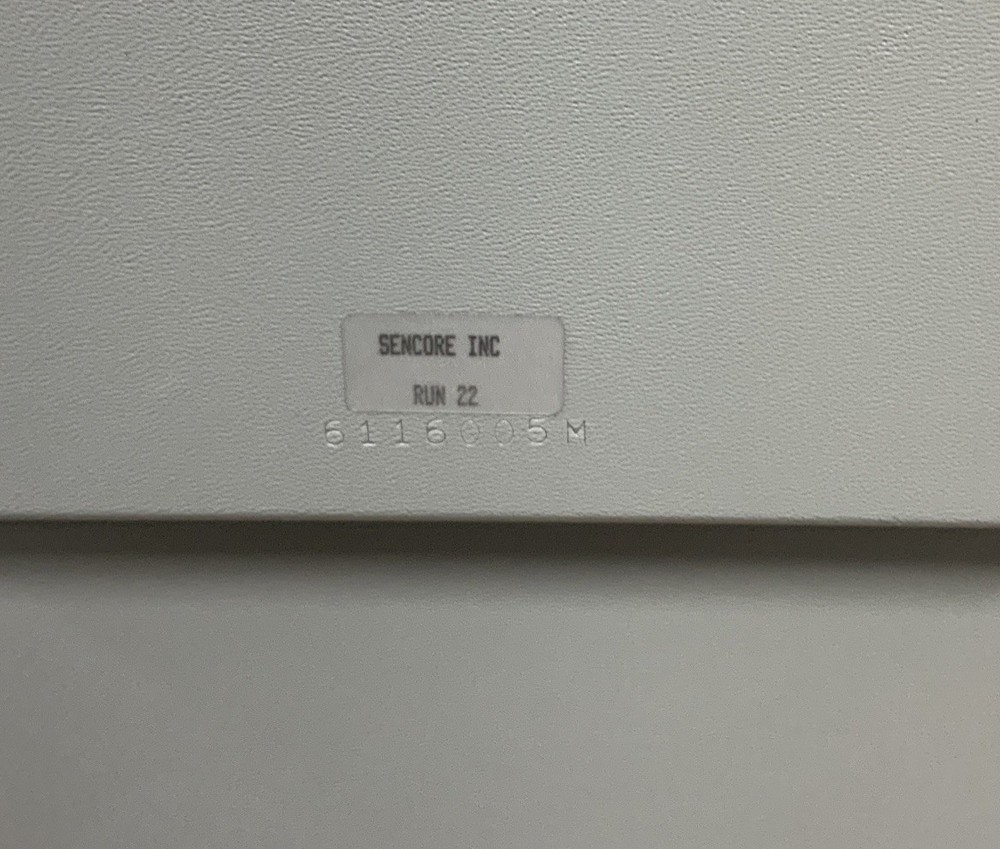 SENCORE INC
RUN 22
6116005M